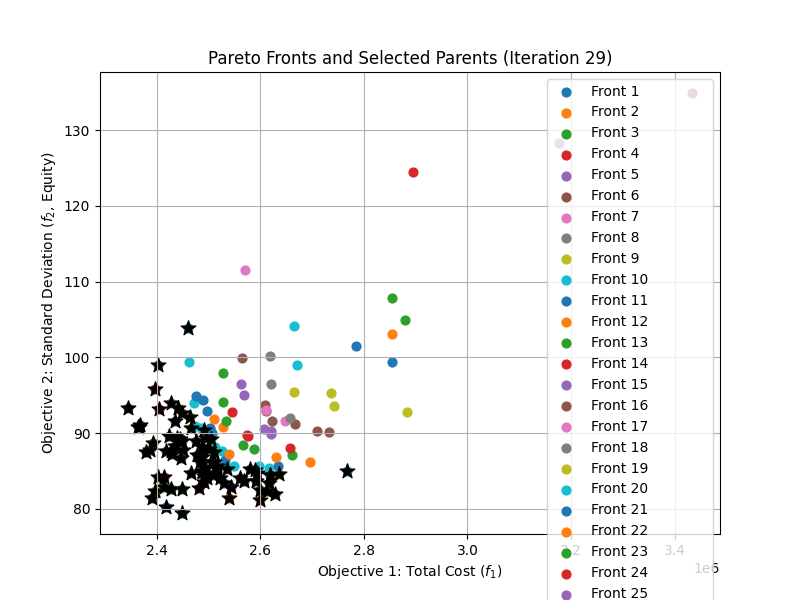 Pareto Fronts and Selected Parents (Iteration 29)
Objective 2: Standard Deviation (f₂, Equity)
130
120
110
100
90
80
2.4
2.6
2.8
3.0
3.2
3.4
1e6
Objective 1: Total Cost (f₁)
Front 1
Front 2
Front 3
Front 4
Front 5
Front 6
Front 7
Front 8
Front 9
Front 10
Front 11
Front 12
Front 13
Front 14
Front 15
Front 16
Front 17
Front 18
Front 19
Front 20
Front 21
Front 22
Front 23
Front 24
Front 25